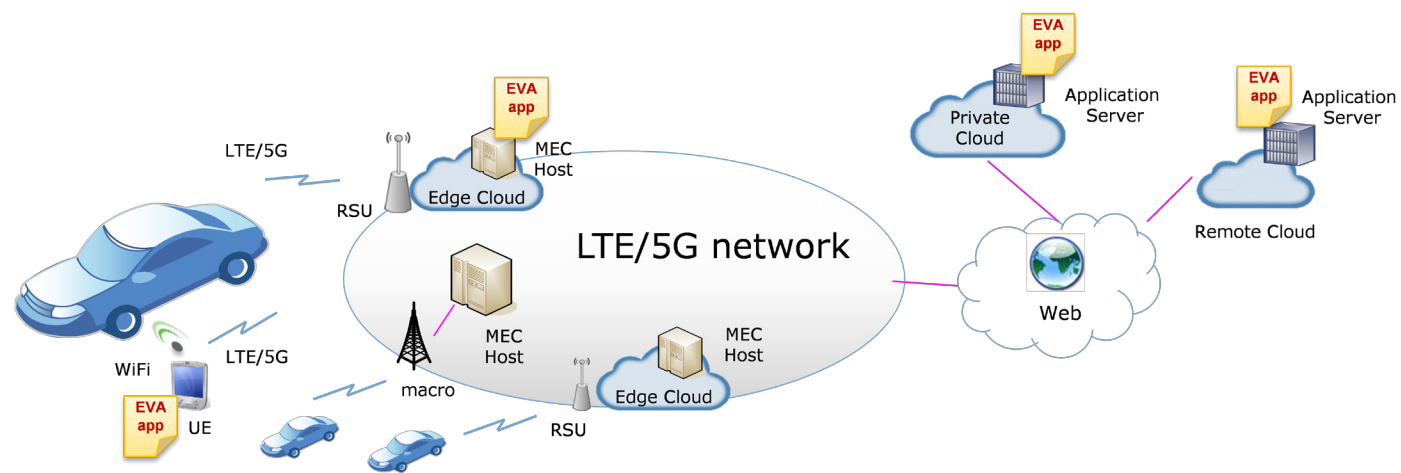 EVA
app
Application
Server
Private
Cloud
EVA
app
Application
Server
Remote Cloud
EVA
app
MEC
Host
Edge Cloud
LTE/5G
RSU
LTE/5G network
MEC
Host
macro
MEC
Host
Edge Cloud
RSU
Web
LTE/5G
WiFi
EVA
app
UE